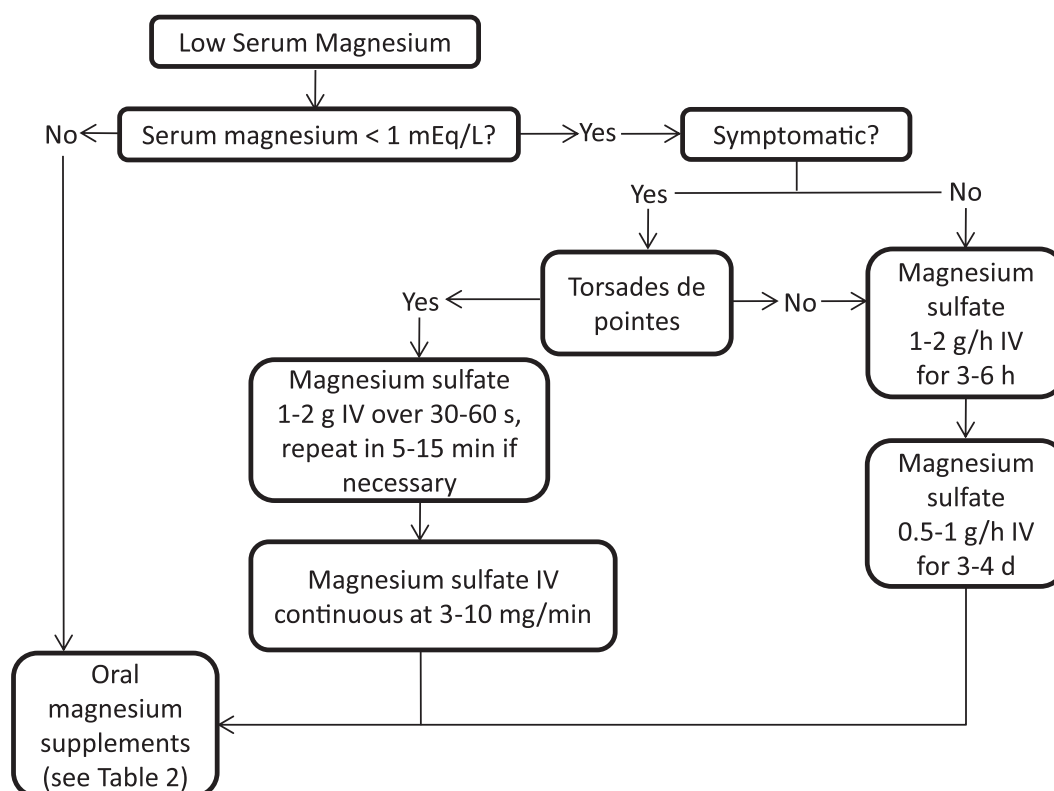 Low Serum Magnesium
No
Serum magnesium < 1 mEq/L?
Yes
Symptomatic?
Yes
No
Torsades de
pointes
Yes
No
Magnesium
sulfate
1-2 g/h IV
for 3-6 h
Magnesium sulfate
1-2 g IV over 30-60 s,
repeat in 5-15 min if
necessary
Magnesium
sulfate
0.5-1 g/h IV
for 3-4 d
Magnesium sulfate IV
continuous at 3-10 mg/min
Oral
magnesium
supplements
(see Table 2)